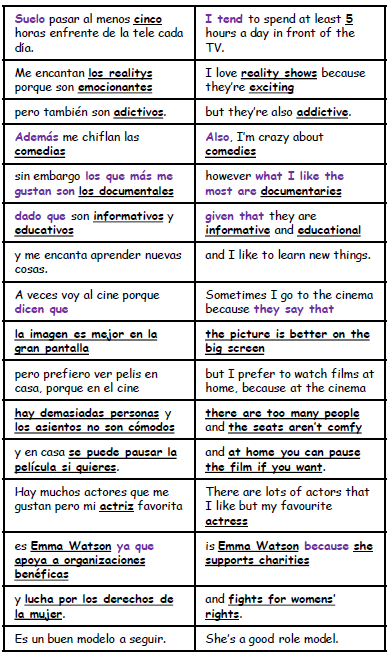 Suelo pasar al menos cinco
horas enfrente de la tele cada
día.
I tend to spend at least 5
hours a day in front of the
TV.
Me encantan los realitys
porque son emocionantes
I love reality shows because
they're exciting
pero también son adictivos.
but they're also addictive.
Además me chiflan las
comedias
Also, I'm crazy about
comedies
sin embargo los que más me
gustan son los documentales
however what I like the
most are documentaries
dado que son informativos y
educativos
given that they are
informative and educational
y me encanta aprender nuevas
cosas.
and I like to learn new things.
A veces voy al cine porque
dicen que
Sometimes I go to the cinema
because they say that
la imagen es mejor en la
gran pantalla
the picture is better on the
big screen
pero prefiero ver pelis en
casa, porque en el cine
but I prefer to watch films at
home, because at the cinema
hay demasiadas personas y
los asientos no son cómodos
there are too many people
and the seats aren't comfy
y en casa se puede pausar la
película si quieres.
and at home you can pause
the film if you want.
Hay muchos actores que me
gustan pero mi actriz favorita
There are lots of actors that
I like but my favourite
actress
es Emma Watson ya que
apoya a organizaciones
benéficas
is Emma Watson because she
supports charities
y lucha por los derechos de
la mujer.
and fights for womens'
rights.
Es un buen modelo a seguir.
She's a good role model.